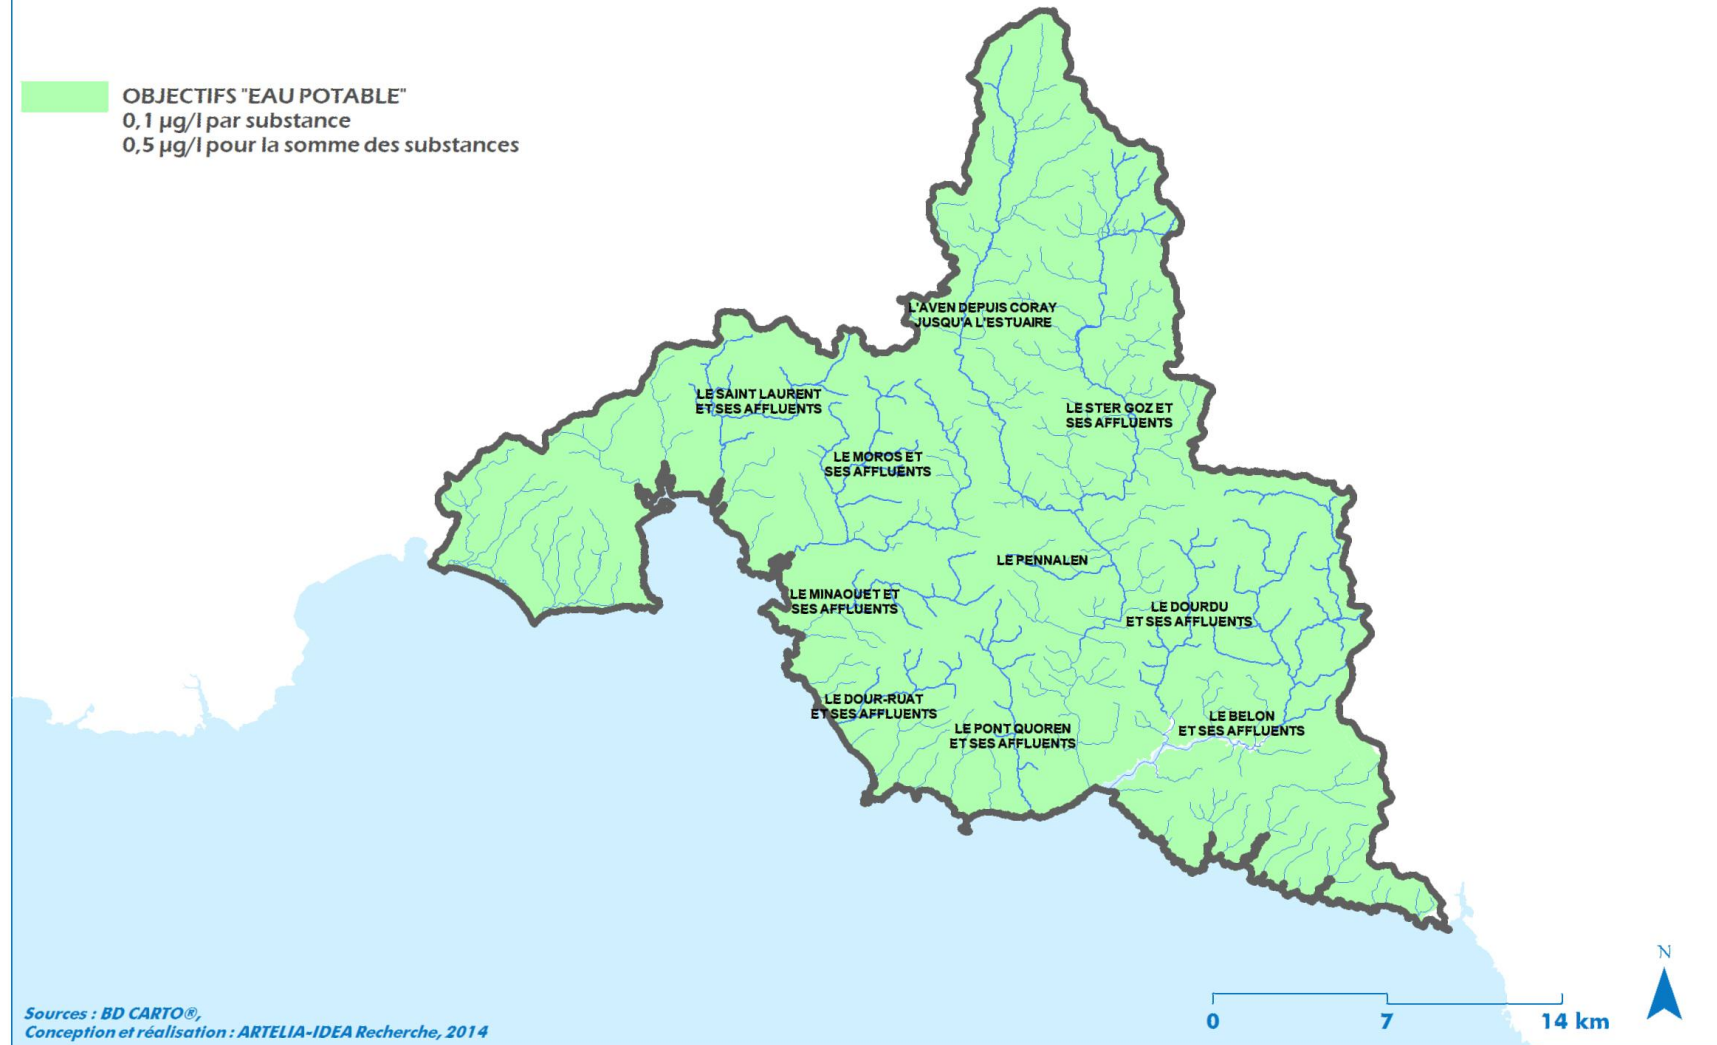 OBJECTIFS "EAU POTABLE"
0,1 µg/l par substance
0,5 µg/l pour la somme des substances
L'AVEN DEPUIS CORAY
JUSQU'A L'ESTUAIRE
LE SAINT LAURENT
ET SES AFFLUENTS
LE STER GOZ ET
SES AFFLUENTS
LE MOROS ET
SES AFFLUENTS
LE PENNALEN
LE MINAOUET ET
SES AFFLUENTS
LE DOURDU
ET SES AFFLUENTS
LE DOUR-RUAT
ET SES AFFLUENTS
LE PONT QUOREN
ET SES AFFLUENTS
LE BELON
ET SES AFFLUENTS
N
0 7 14 km
Sources : BD CARTO®,
Conception et réalisation : ARTELIA-IDEA Recherche, 2014